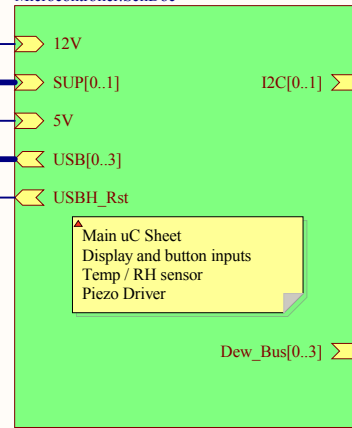 12V
SUP[0..1]
I2C[0..1]
5V
USB[0..3]
USBH_Rst
Main uC Sheet
Display and button inputs
Temp / RH sensor
Piezo Driver
Dew_Bus[0..3]